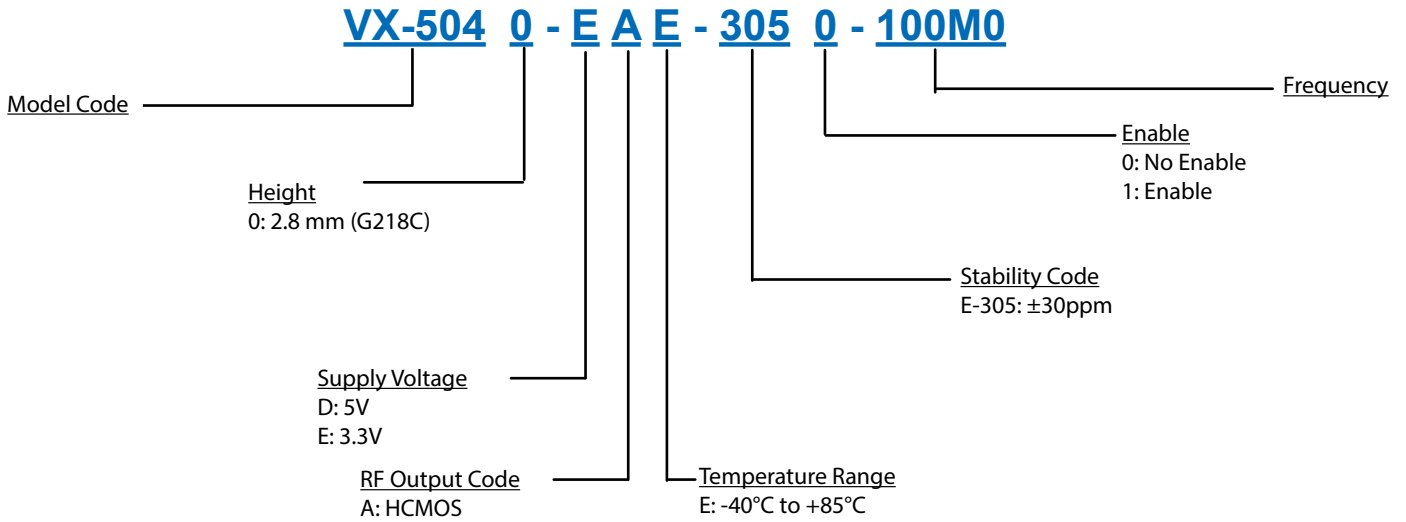 VX-504 0 - E A E - 305 0 - 100M0
Model Code
Frequency
Enable
0: No Enable
1: Enable
Height
0: 2.8 mm (G218C)
Stability Code
E-305: ±30ppm
Supply Voltage
D: 5V
E: 3.3V
RF Output Code
A: HCMOS
Temperature Range
E: -40°C to +85°C